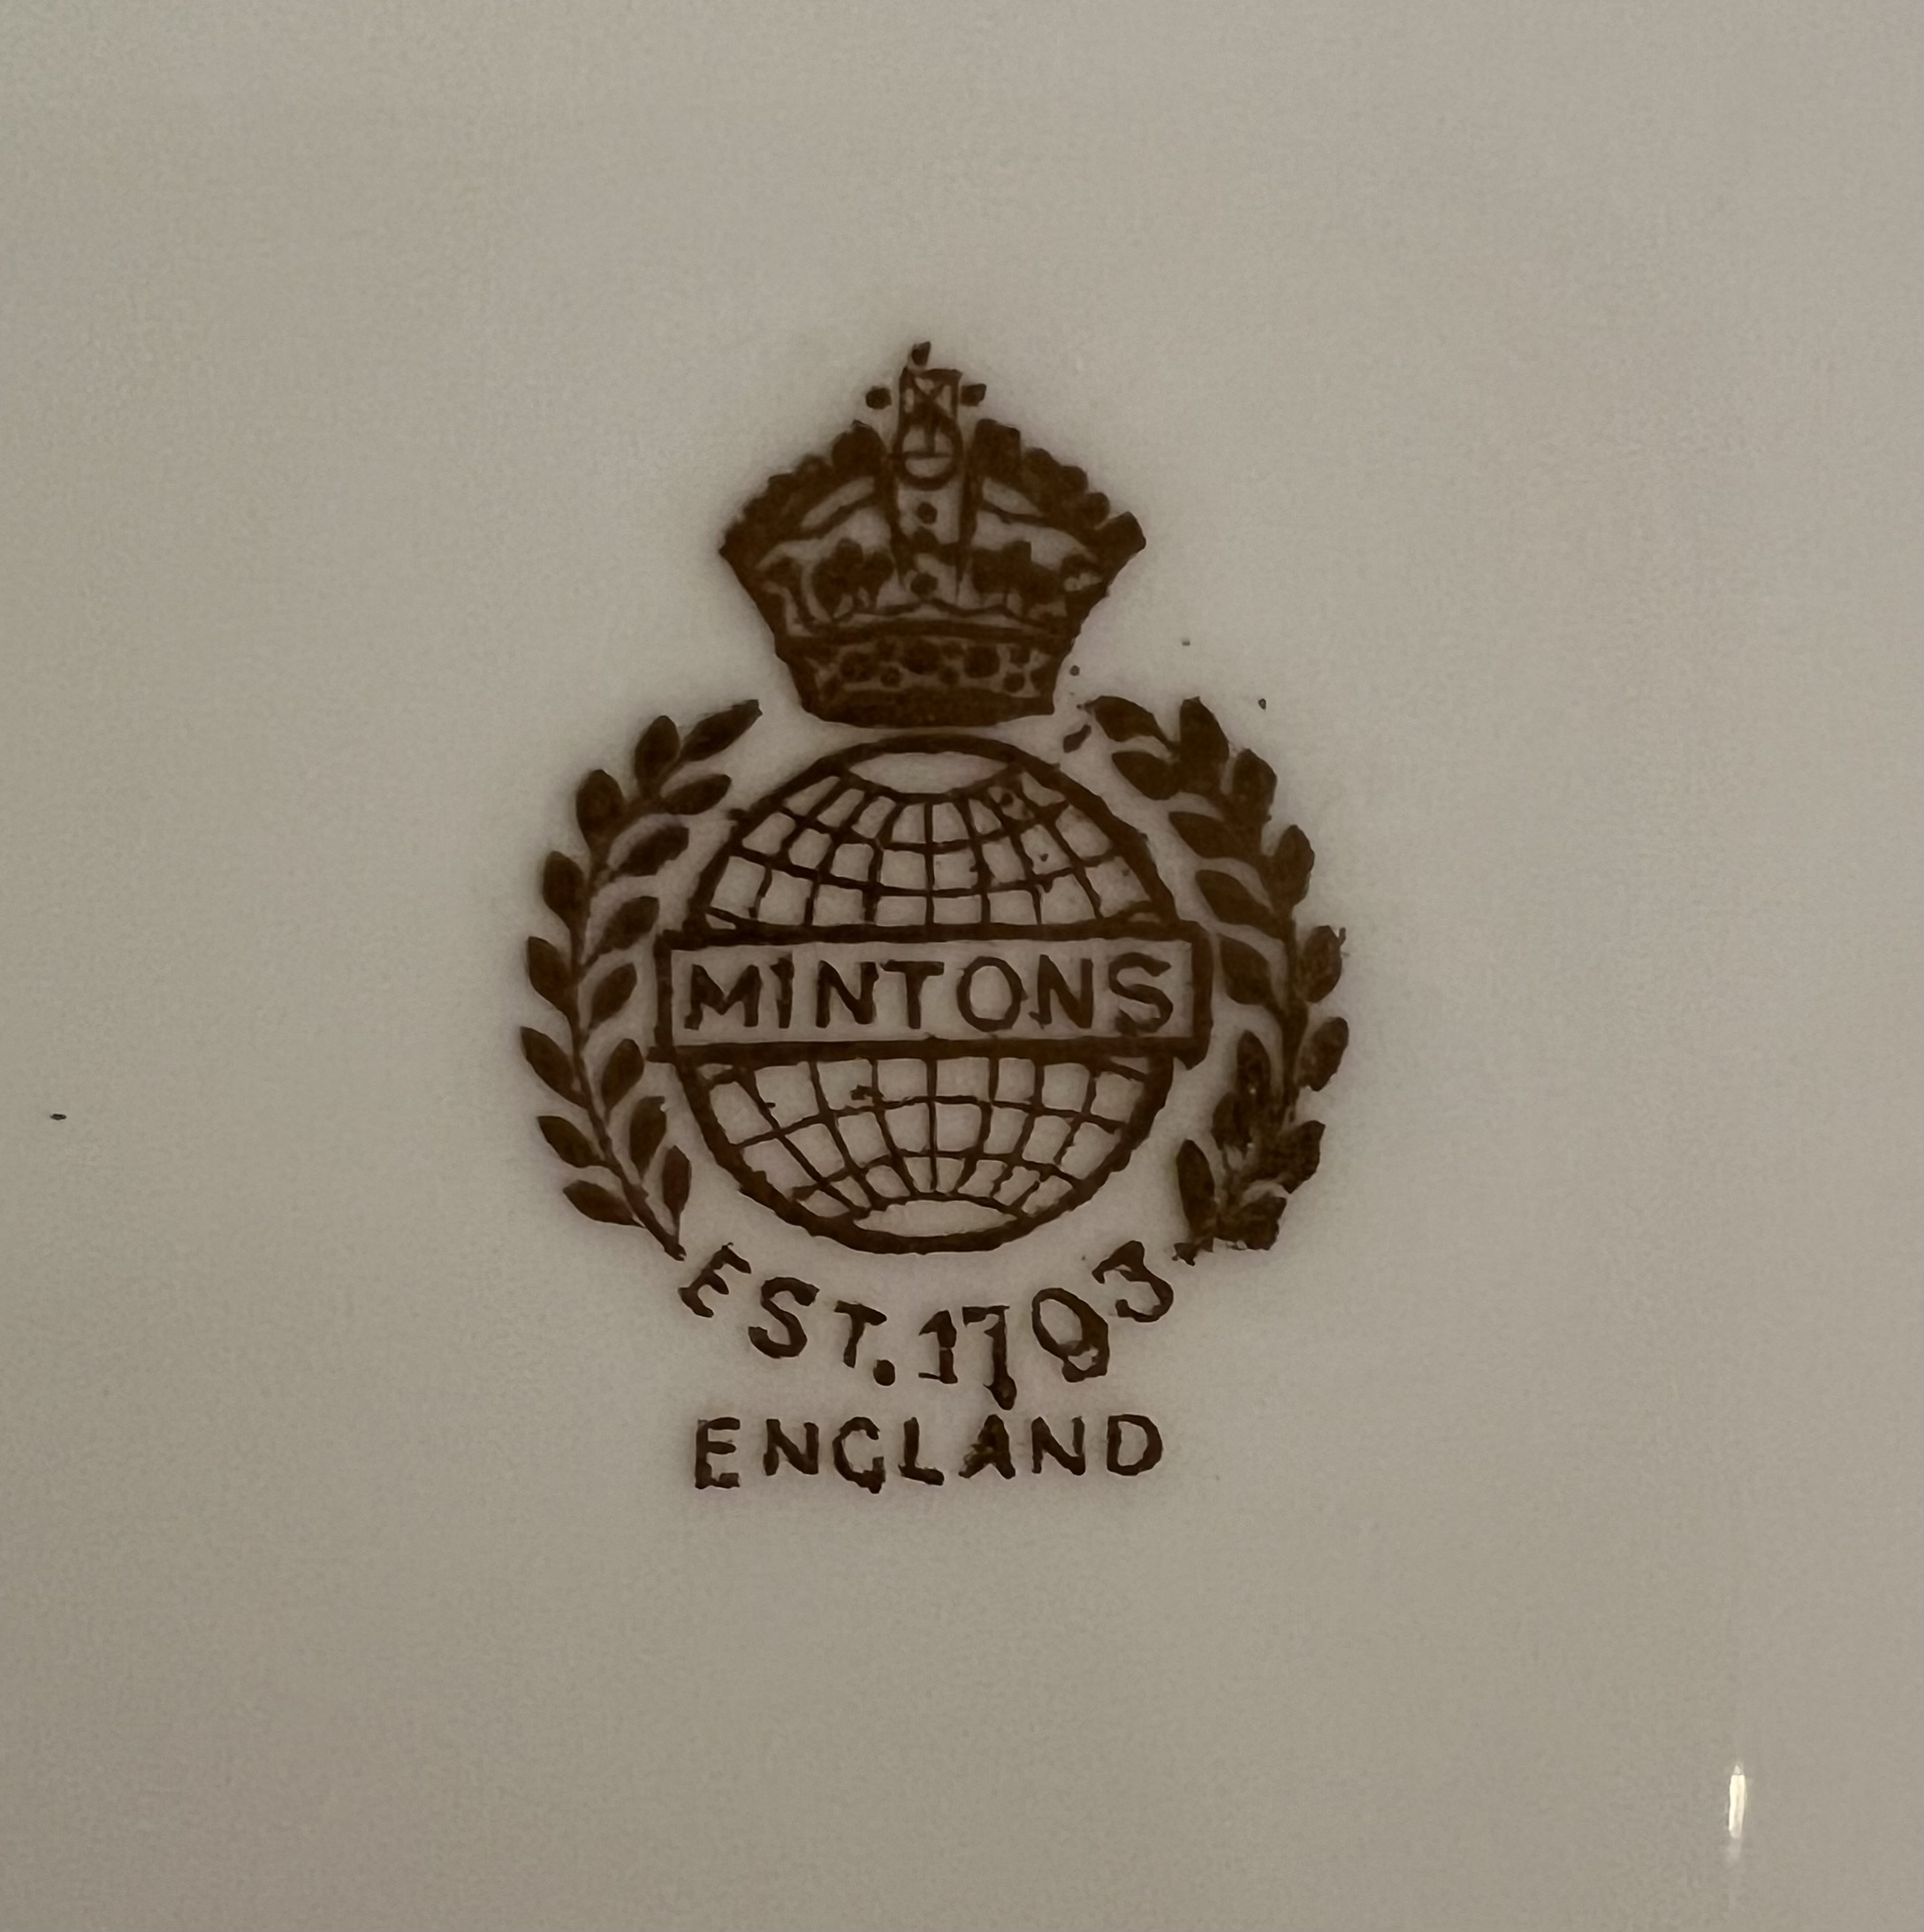 MINTONS
EST. 1793
ENGLAND